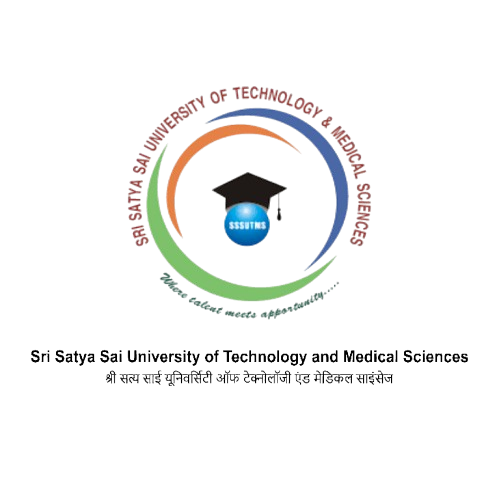 SRI SATYA SAI UNIVERSITY OF TECHNOLOGY & MEDICAL SCIENCES
SSSUTMS
Where talent meets apportunity.....
Sri Satya Sai University of Technology and Medical Sciences
श्री सत्य साई यूनिवर्सिटी ऑफ टेक्नोलॉजी एंड मेडिकल साइंसेज